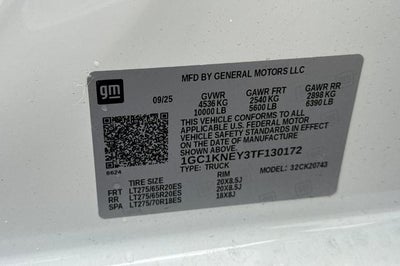 gm
MFD BY GENERAL MOTORS LLC
09/25 GVWR GAWR FRT GAWR RR
4536 KG 2540 KG 2898 KG
10000 LB 5600 LB 6390 LB
THIS VEHICLE CONFORMS TO ALL APPLICABLE U.S. FEDERAL MOTOR
VEHICLE SAFETY STANDARDS IN EFFECT ON
THE DATE OF MANUFACTURE SHOWN ABOVE.
1GC1KNEY3TF130172
TYPE: TRUCK MODEL: 32CK20743
6624
TIRE SIZE RIM
FRT LT275/65R20ES 20X8.5J
RR LT275/65R20ES 20X8.5J
SPA LT275/70R18ES 18X8J